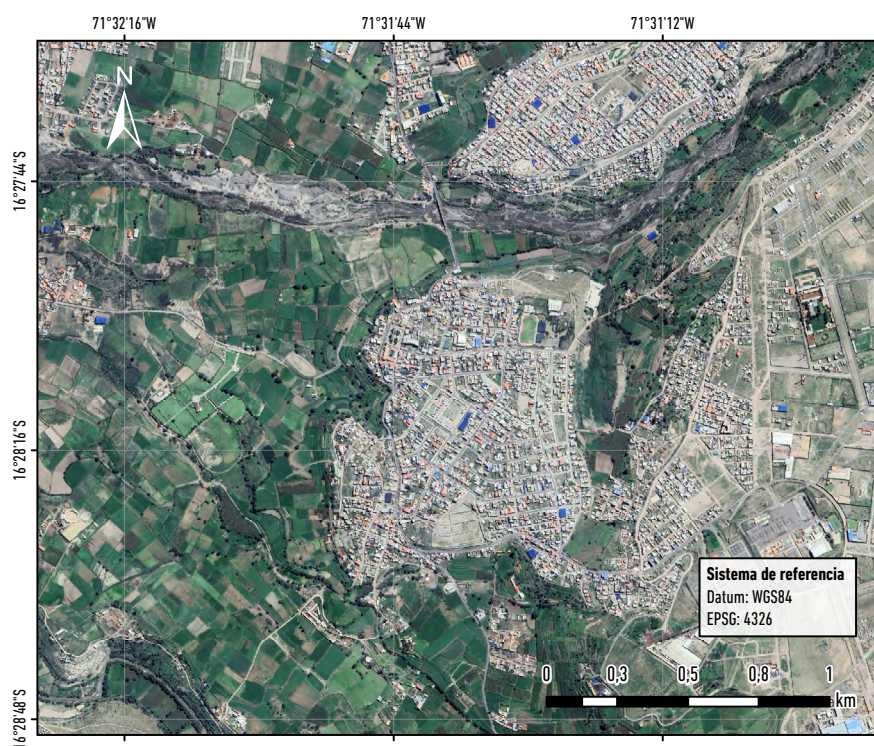 71°32'16"W 71°31'44"W 71°31'12"W
N
16°27'44"S
16°28'16"S
16°28'48"S
Sistema de referencia
Datum: WGS84
EPSG: 4326
0 0,3 0,5 0,8 1
km